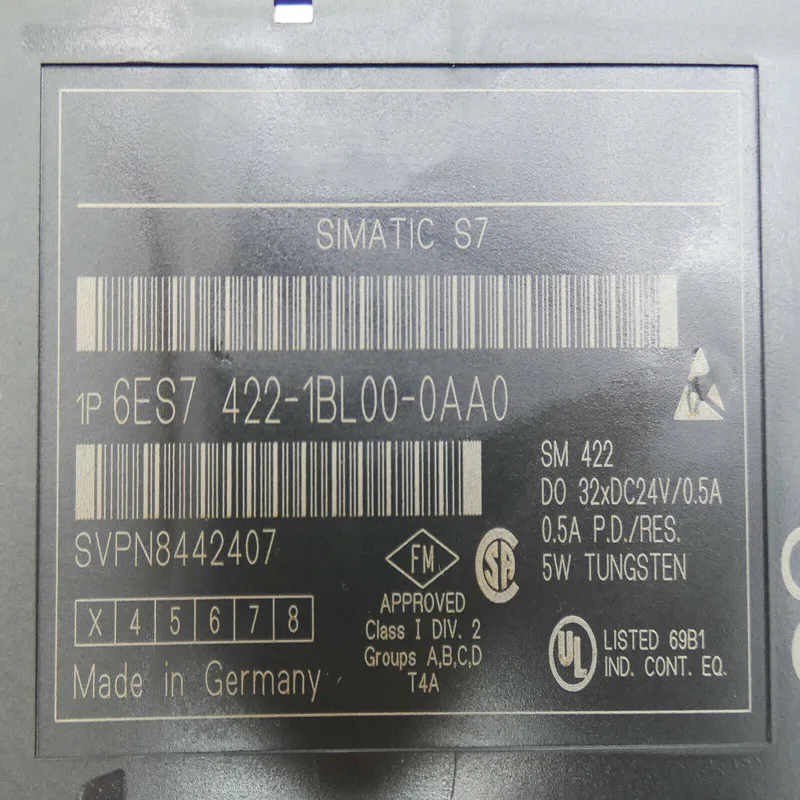 SIMATIC S7
1P 6ES7 422-1BL00-0AA0
SVPN8442407
X 4 5 6 7 8
Made in Germany
FM
APPROVED
Class I DIV. 2
Groups A,B,C,D
T4A
SA
SM 422
DO 32xDC24V/0.5A
0.5A P.D./RES.
5W TUNGSTEN
UL
LISTED 69B1
IND. CONT. EQ.